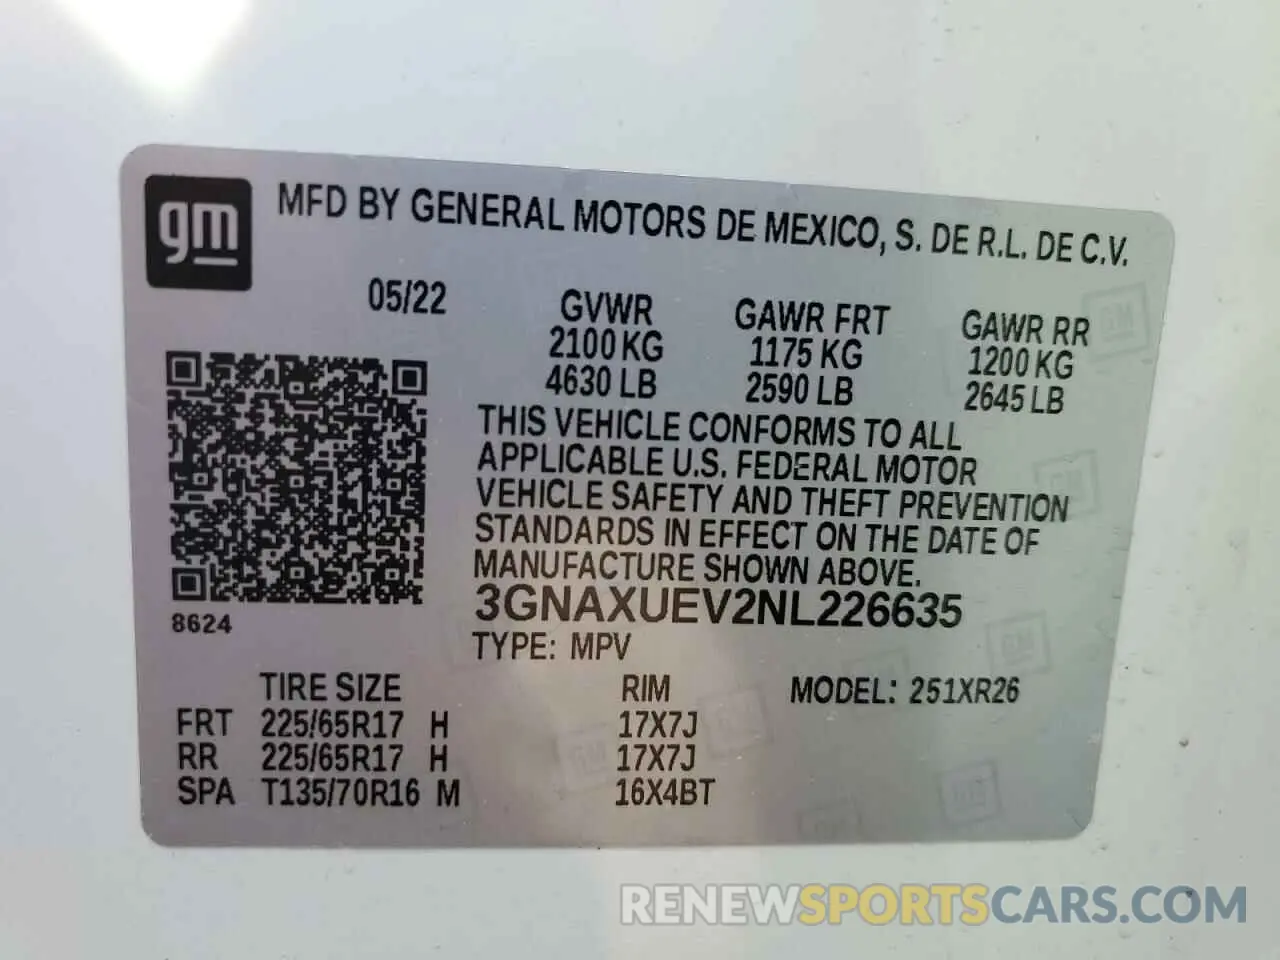 gm MFD BY GENERAL MOTORS DE MEXICO, S. DE R.L. DE C.V.
05/22 GVWR GAWR FRT GAWR RR
2100 KG 1175 KG 1200 KG
4630 LB 2590 LB 2645 LB
THIS VEHICLE CONFORMS TO ALL
APPLICABLE U.S. FEDERAL MOTOR
VEHICLE SAFETY AND THEFT PREVENTION
STANDARDS IN EFFECT ON THE DATE OF
MANUFACTURE SHOWN ABOVE.
3GNAXUEV2NL226635
8624
TYPE: MPV
TIRE SIZE RIM MODEL: 251XR26
FRT 225/65R17 H 17X7J
RR 225/65R17 H 17X7J
SPA T135/70R16 M 16X4BT
RENEWSPORTSCARS.COM